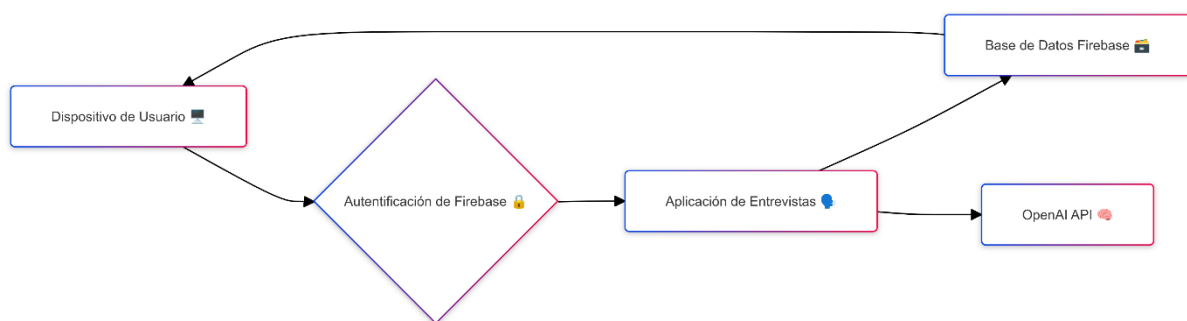 Base de Datos Firebase 🗃️
Dispositivo de Usuario 🖥️
Autentificación de Firebase 🔒
Aplicación de Entrevistas 🗣️
OpenAI API 🧠